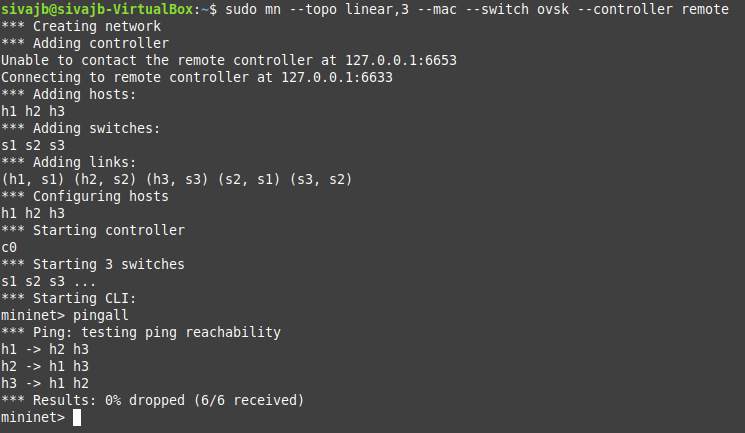 sivajb@sivajb-VirtualBox:~$ sudo mn --topo linear,3 --mac --switch ovsk --controller remote
*** Creating network
*** Adding controller
Unable to contact the remote controller at 127.0.0.1:6653
Connecting to remote controller at 127.0.0.1:6633
*** Adding hosts:
h1 h2 h3
*** Adding switches:
s1 s2 s3
*** Adding links:
(h1, s1) (h2, s2) (h3, s3) (s2, s1) (s3, s2)
*** Configuring hosts
h1 h2 h3
*** Starting controller
c0
*** Starting 3 switches
s1 s2 s3 ...
*** Starting CLI:
mininet> pingall
*** Ping: testing ping reachability
h1 -> h2 h3
h2 -> h1 h3
h3 -> h1 h2
*** Results: 0% dropped (6/6 received)
mininet>